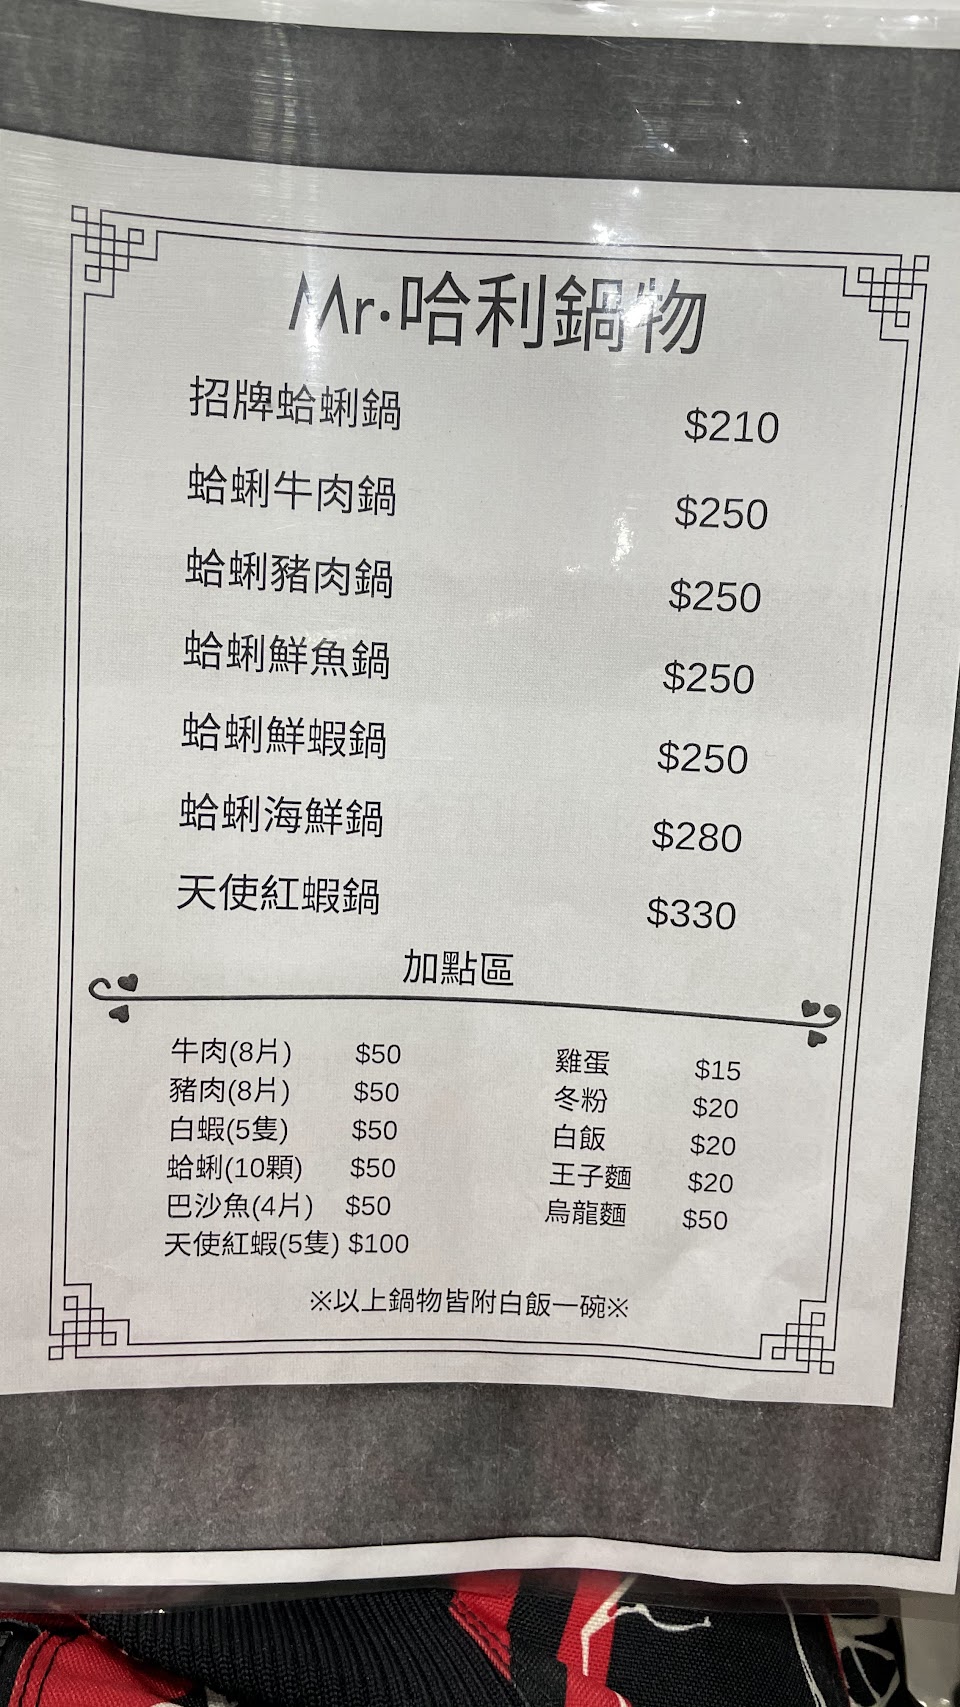 Mr.哈利鍋物
招牌蛤蜊鍋 $210
蛤蜊牛肉鍋 $250
蛤蜊豬肉鍋 $250
蛤蜊鮮魚鍋 $250
蛤蜊鮮蝦鍋 $250
蛤蜊海鮮鍋 $280
天使紅蝦鍋 $330
加點區
牛肉(8片) $50
豬肉(8片) $50
白蝦(5隻) $50
蛤蜊(10顆) $50
巴沙魚(4片) $50
天使紅蝦(5隻) $100
雞蛋 $15
冬粉 $20
白飯 $20
王子麵 $20
烏龍麵 $50
※以上鍋物皆附白飯一碗※